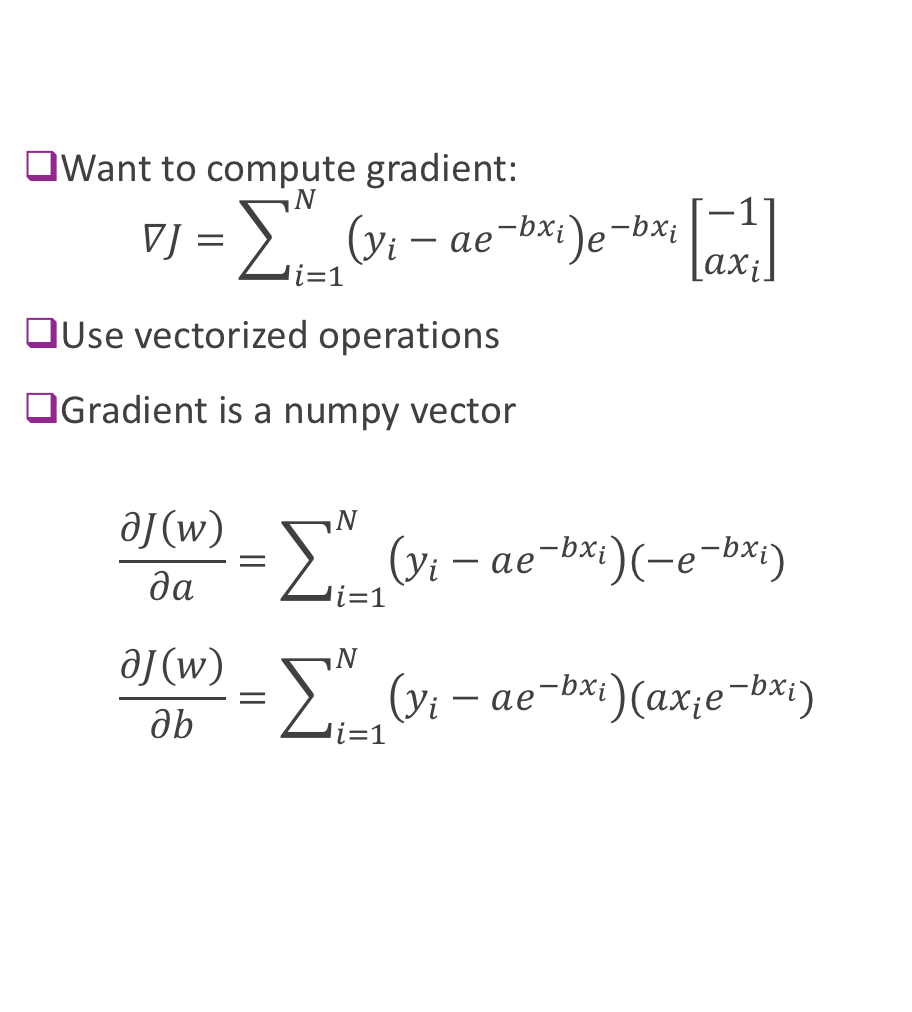 ❑Want to compute gradient:
∇J = ∑_{i=1}^{N} (y_i − ae^{−bx_i})e^{−bx_i} [−1 ; ax_i]
❑Use vectorized operations
❑Gradient is a numpy vector
∂J(w)/∂a = ∑_{i=1}^{N} (y_i − ae^{−bx_i})(−e^{−bx_i})
∂J(w)/∂b = ∑_{i=1}^{N} (y_i − ae^{−bx_i})(ax_i e^{−bx_i})